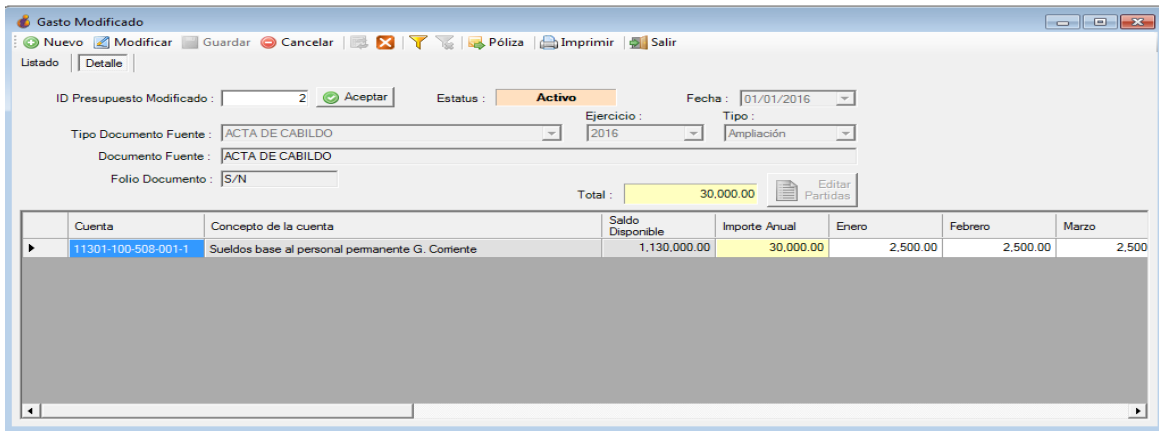 Gasto Modificado
Nuevo Modificar Guardar Cancelar Póliza Imprimir Salir
Listado Detalle
ID Presupuesto Modificado : 2 Aceptar Estatus : Activo Fecha : 01/01/2016
Ejercicio : Tipo :
Tipo Documento Fuente : ACTA DE CABILDO 2016 Ampliación
Documento Fuente : ACTA DE CABILDO
Folio Documento : S/N
Total : 30,000.00 Editar Partidas
Cuenta Concepto de la cuenta Saldo Disponible Importe Anual Enero Febrero Marzo
11301-100-508-001-1 Sueldos base al personal permanente G. Corriente 1,130,000.00 30,000.00 2,500.00 2,500.00 2,500